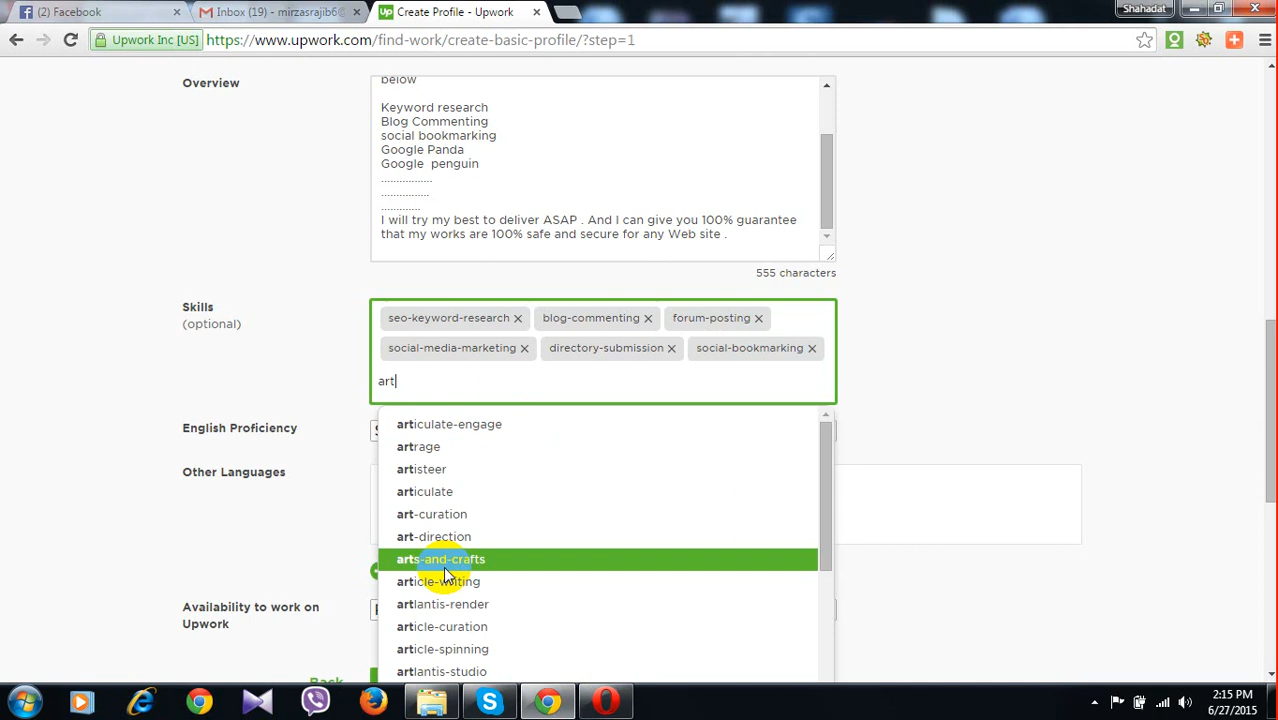 (2) Facebook
Inbox (19) - mirzasrajib6@
Create Profile - Upwork
Shahadat
Upwork Inc [US]
https://www.upwork.com/find-work/create-basic-profile/?step=1
Overview
below
Keyword research
Blog Commenting
social bookmarking
Google Panda
Google  penguin
.................
................
.............
I will try my best to deliver ASAP . And I can give you 100% guarantee
that my works are 100% safe and secure for any Web site .
555 characters
Skills
(optional)
seo-keyword-research
blog-commenting
forum-posting
social-media-marketing
directory-submission
social-bookmarking
art
English Proficiency
Other Languages
Availability to work on
Upwork
articulate-engage
artrage
artisteer
articulate
art-curation
art-direction
arts-and-crafts
article-writing
artlantis-render
article-curation
article-spinning
artlantis-studio
Back
2:15 PM
6/27/2015